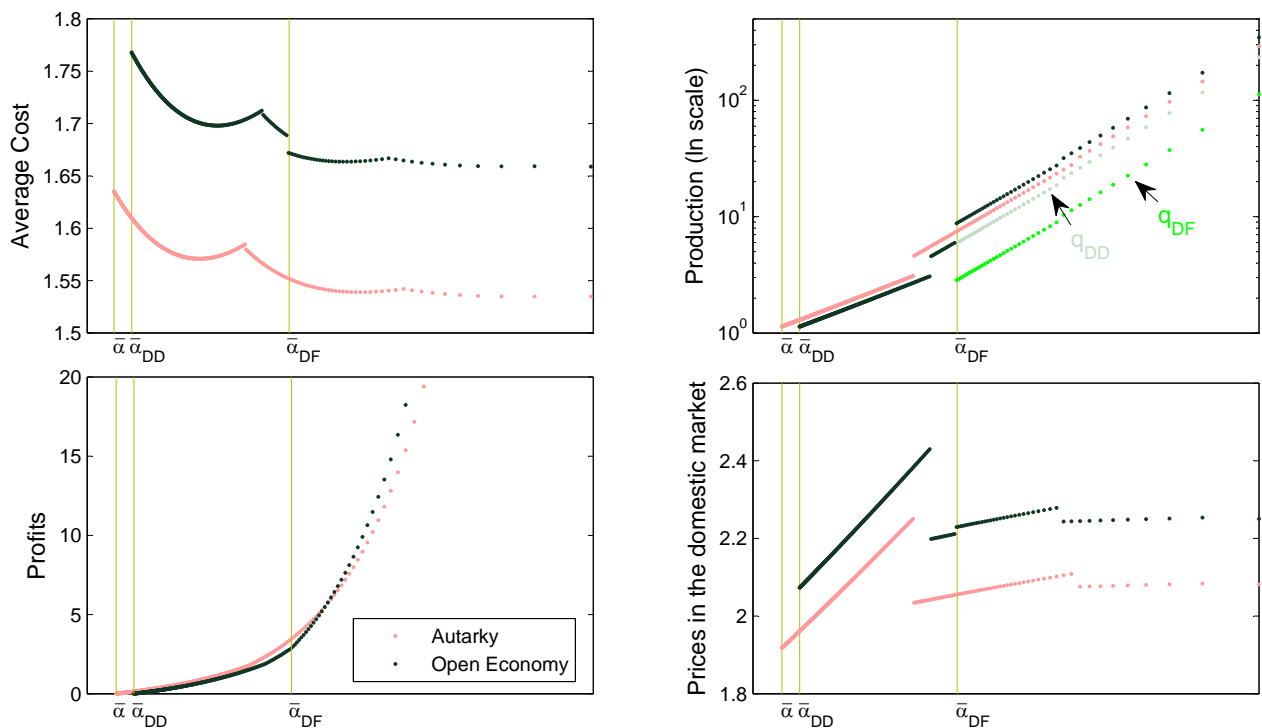 1.8
1.75
1.7
1.65
1.6
1.55
1.5
Average Cost
ᾱ ᾱDD ᾱDF
10²
10¹
10⁰
Production (ln scale)
qDD
qDF
ᾱ ᾱDD ᾱDF
20
15
10
5
0
Profits
Autarky
Open Economy
ᾱ ᾱDD ᾱDF
2.6
2.4
2.2
2
1.8
Prices in the domestic market
ᾱ ᾱDD ᾱDF